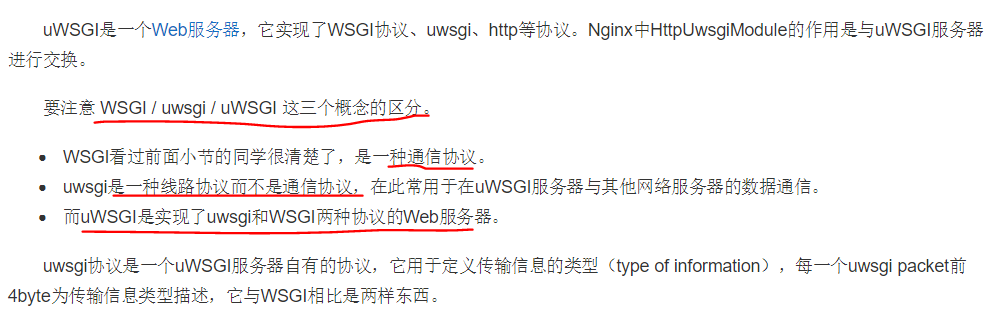 uWSGI是一个Web服务器，它实现了WSGI协议、uwsgi、http等协议。Nginx中HttpUwsgiModule的作用是与uWSGI服务器
进行交换。
要注意 WSGI / uwsgi / uWSGI 这三个概念的区分。
• WSGI看过前面小节的同学很清楚了，是一种通信协议。
• uwsgi是一种线路协议而不是通信协议，在此常用于在uWSGI服务器与其他网络服务器的数据通信。
• 而uWSGI是实现了uwsgi和WSGI两种协议的Web服务器。
uwsgi协议是一个uWSGI服务器自有的协议，它用于定义传输信息的类型（type of information），每一个uwsgi packet前
4byte为传输信息类型描述，它与WSGI相比是两样东西。